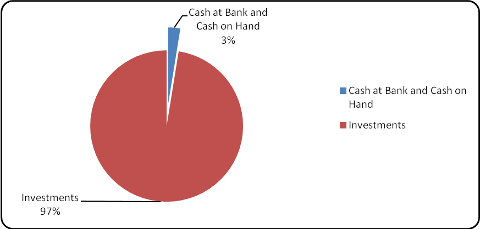 Cash at Bank and
Cash on Hand
3%
Cash at Bank and Cash on
Hand
Investments
Investments
97%